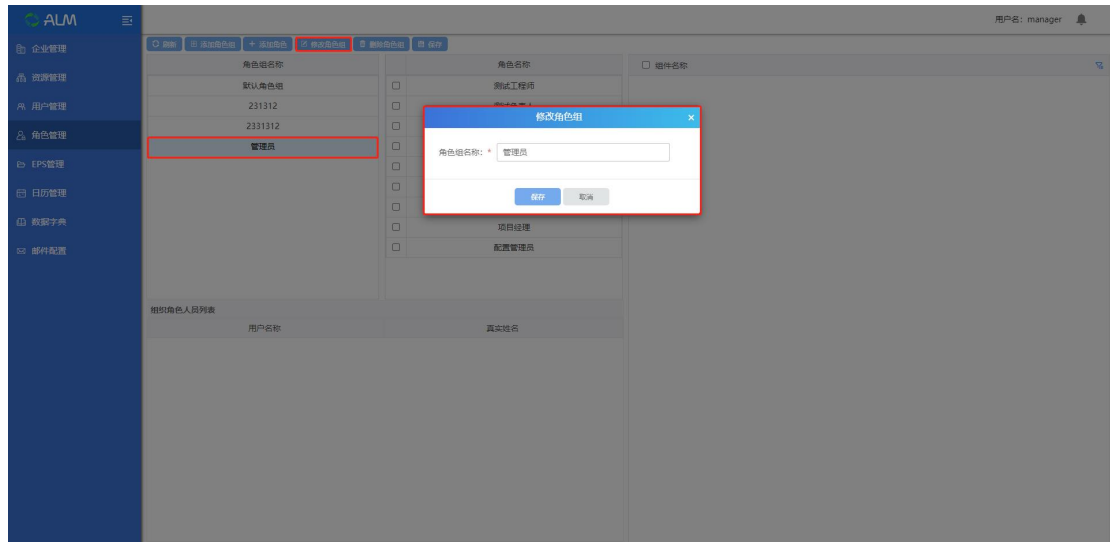 ALM
用户名: manager
企业管理
资源管理
用户管理
角色管理
EPS管理
日历管理
数据字典
邮件配置
刷新 添加角色组 + 添加角色 修改角色组 删除角色组 保存
角色组名称
默认角色组
231312
2331312
管理员
角色名称
测试工程师
项目经理
配置管理员
组件名称
修改角色组 ×
角色组名称: * 管理员
保存 取消
组织角色人员列表
用户名称 真实姓名